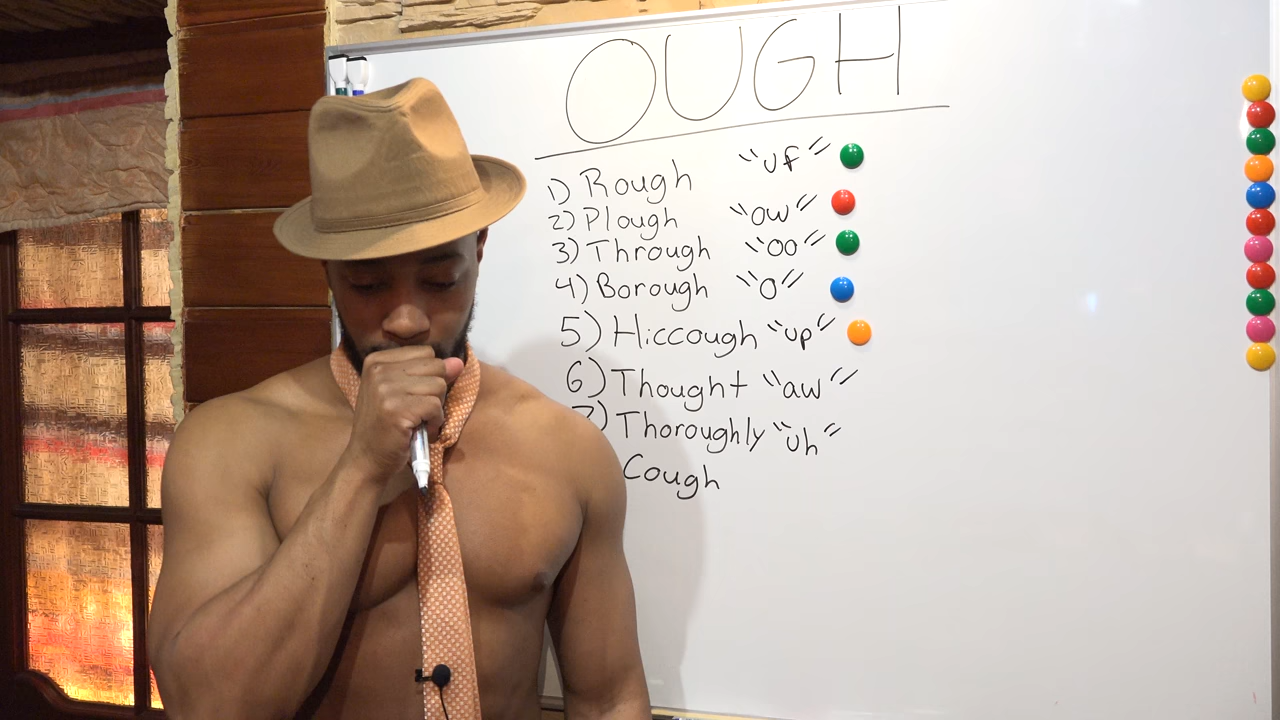 OUGH
1) Rough "uf"
2) Plough "ow"
3) Through "oo"
4) Borough "O"
5) Hiccough "up"
6) Thought "aw"
7) Thoroughly "uh"
Cough